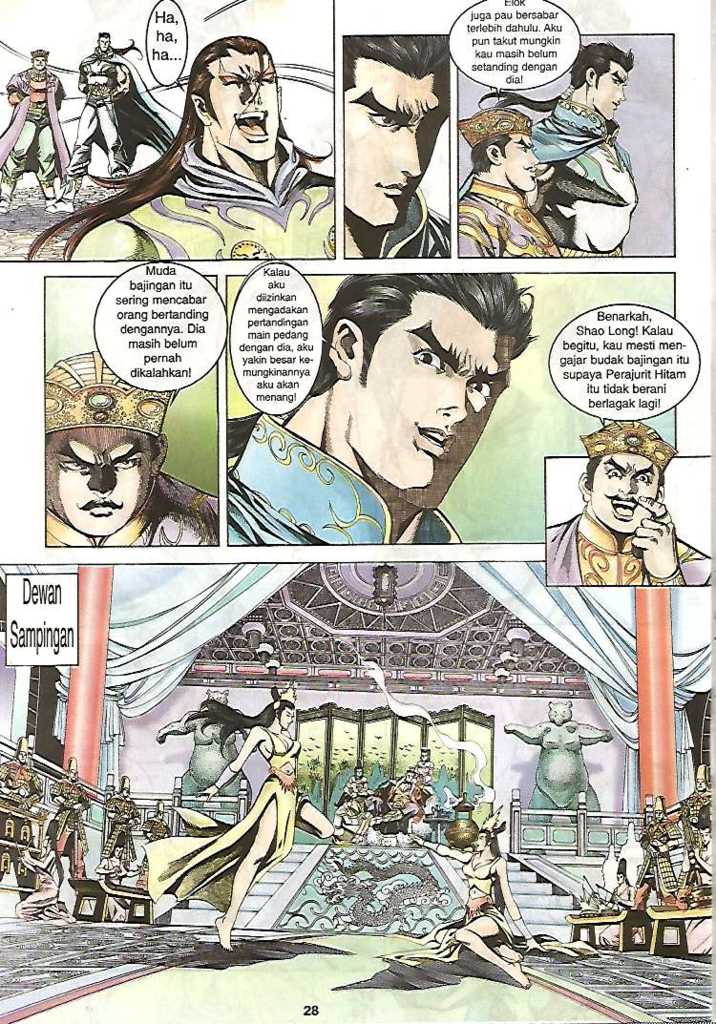 Ha,
ha,
ha...
Elok
juga pau bersabar
terlebih dahulu. Aku
pun takut mungkin
kau masih belum
setanding dengan
dia!
Muda
bajingan itu
sering mencabar
orang bertanding
dengannya. Dia
masih belum
pernah
dikalahkan!
Kalau
aku
diizinkan
mengadakan
pertandingan
main pedang
dengan dia, aku
yakin besar ke-
mungkinannya
aku akan
menang!
Benarkah,
Shao Long! Kalau
begitu, kau mesti men-
gajar budak bajingan itu
supaya Perajurit Hitam
itu tidak berani
berlagak lagi!
Dewan
Sampingan
28